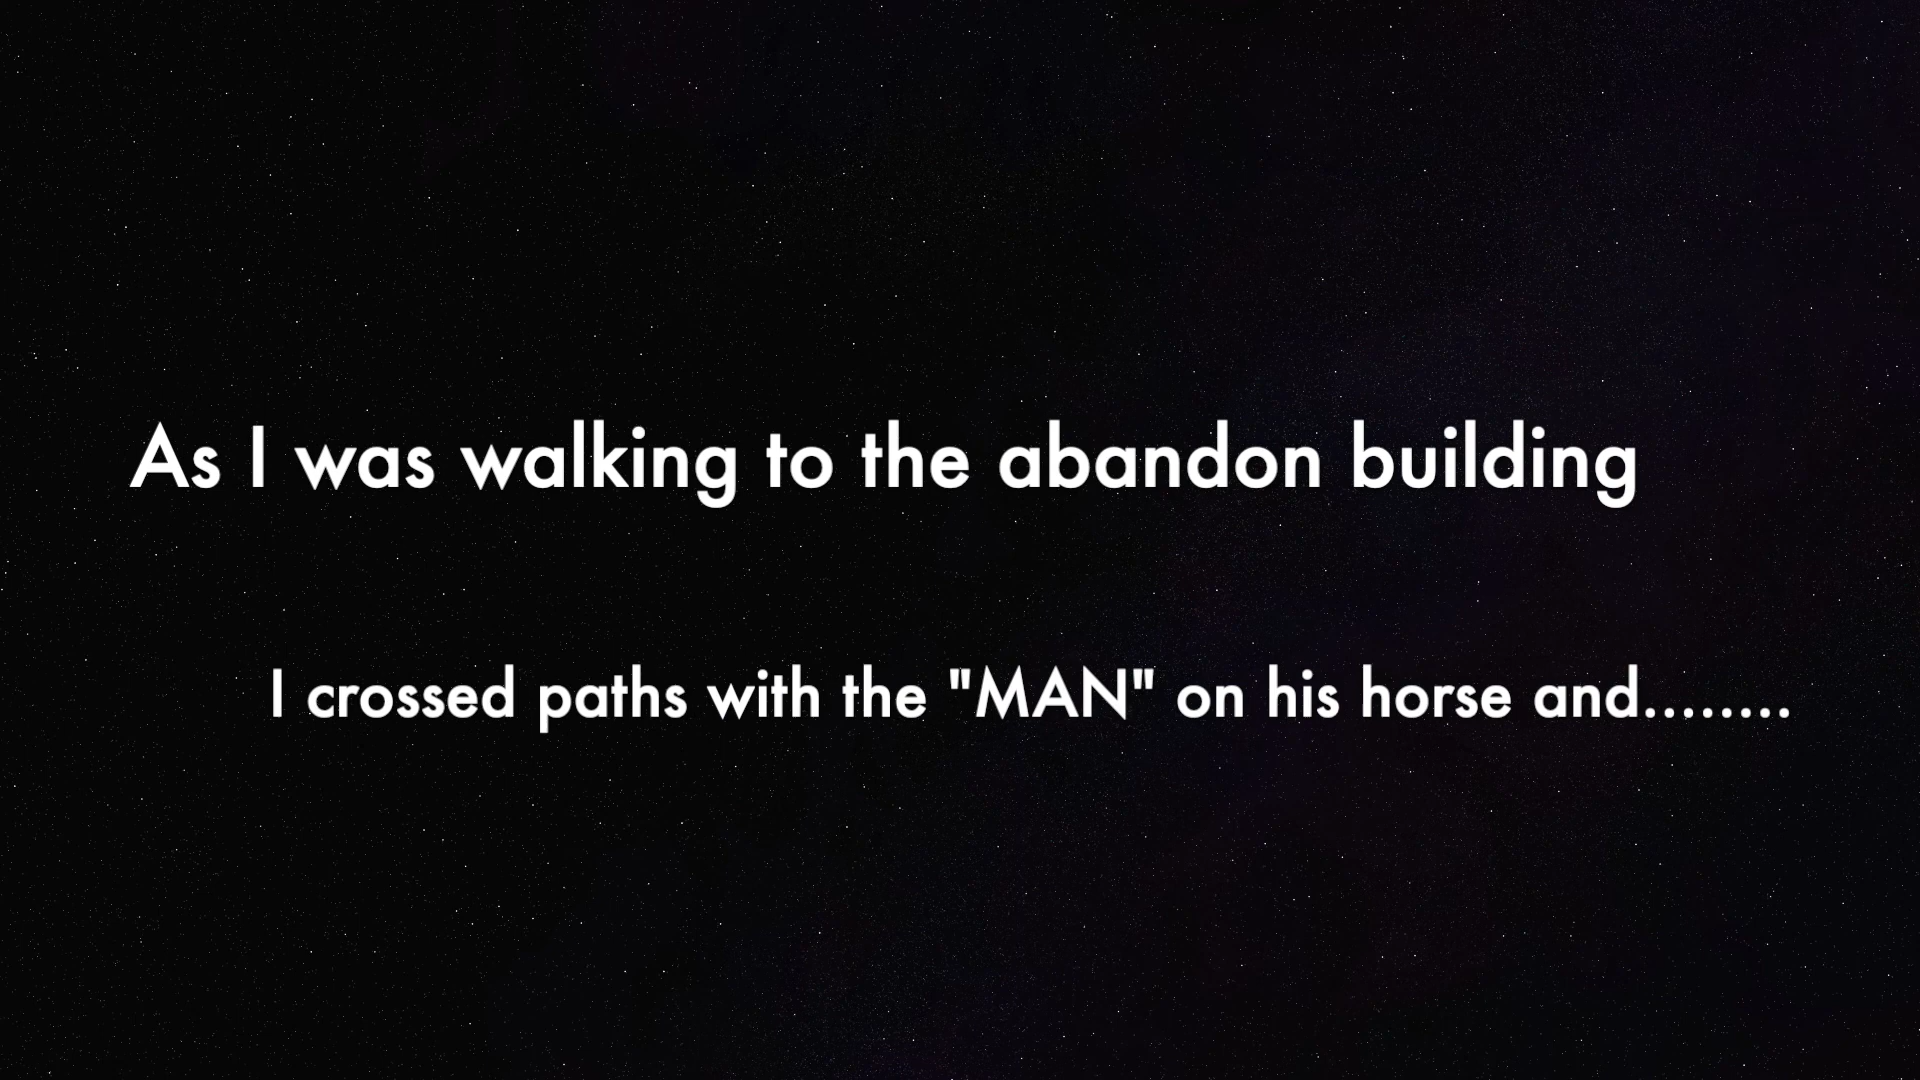 As I was walking to the abandon building
I crossed paths with the "MAN" on his horse and........